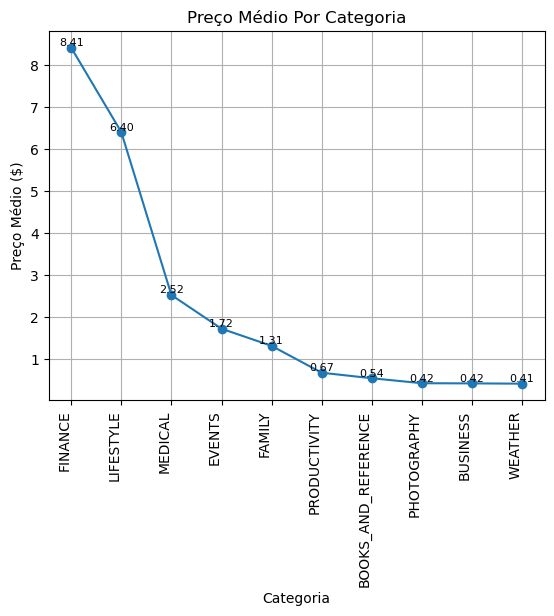 Preço Médio Por Categoria
Preço Médio ($)
8
7
6
5
4
3
2
1
8.41
6.40
2.52
1.72
1.31
0.67
0.54
0.42
0.42
0.41
FINANCE
LIFESTYLE
MEDICAL
EVENTS
FAMILY
PRODUCTIVITY
BOOKS_AND_REFERENCE
PHOTOGRAPHY
BUSINESS
WEATHER
Categoria